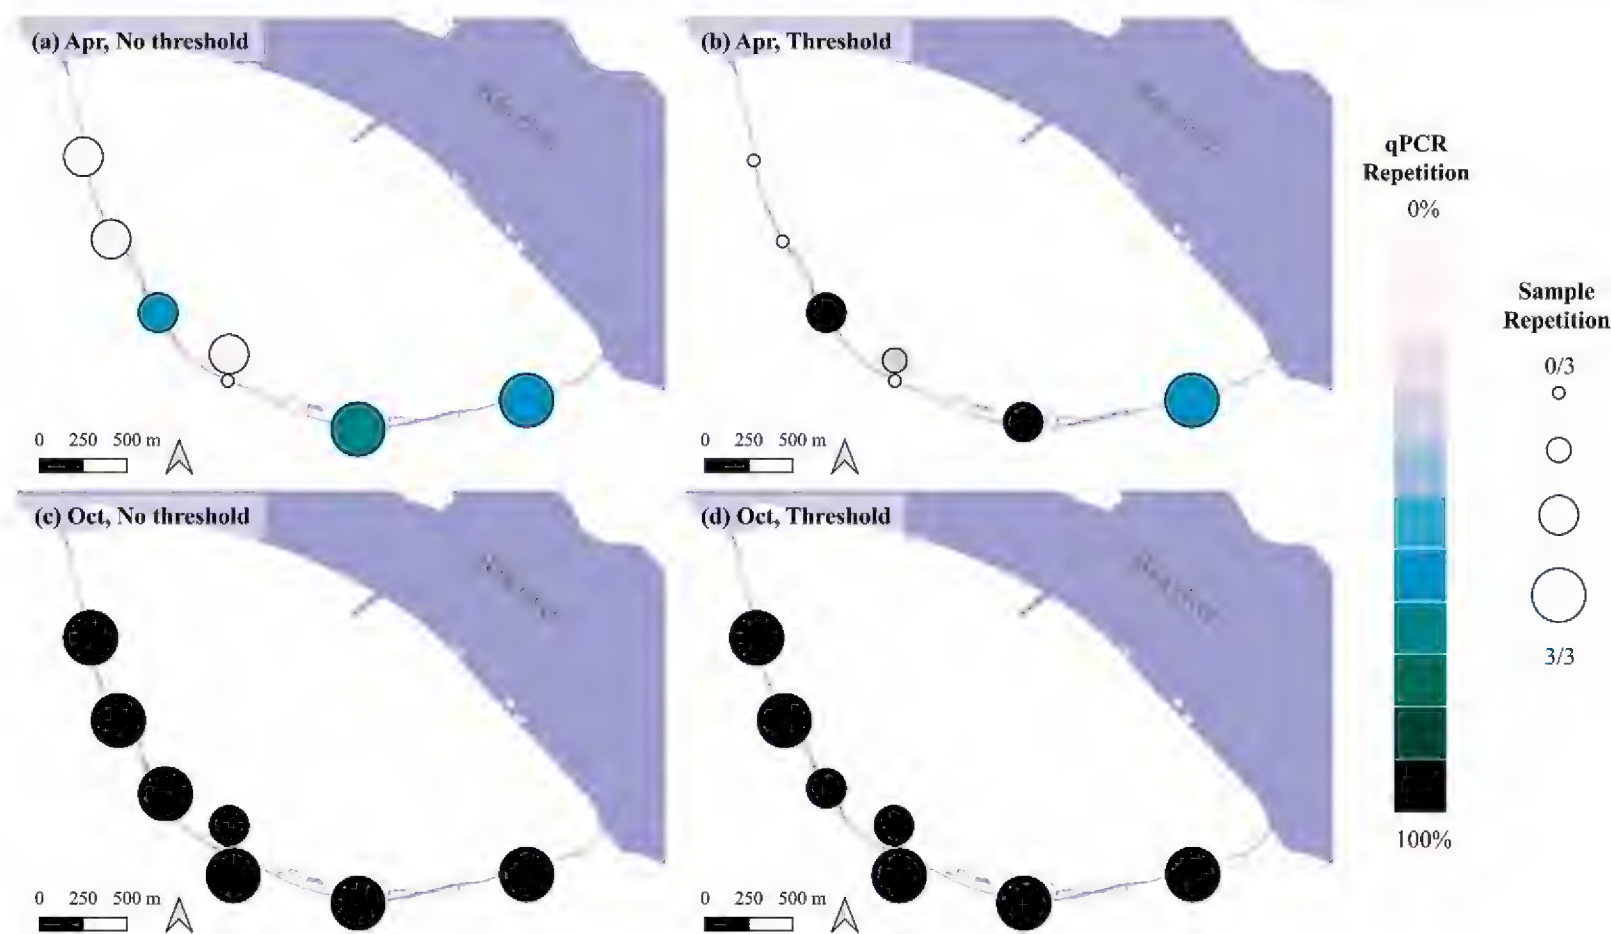 (a) Apr, No threshold
(b) Apr, Threshold
0 250 500 m
0 250 500 m
(c) Oct, No threshold
(d) Oct, Threshold
0 250 500 m
0 250 500 m
qPCR
Repetition
0%
100%
Sample
Repetition
0/3
3/3